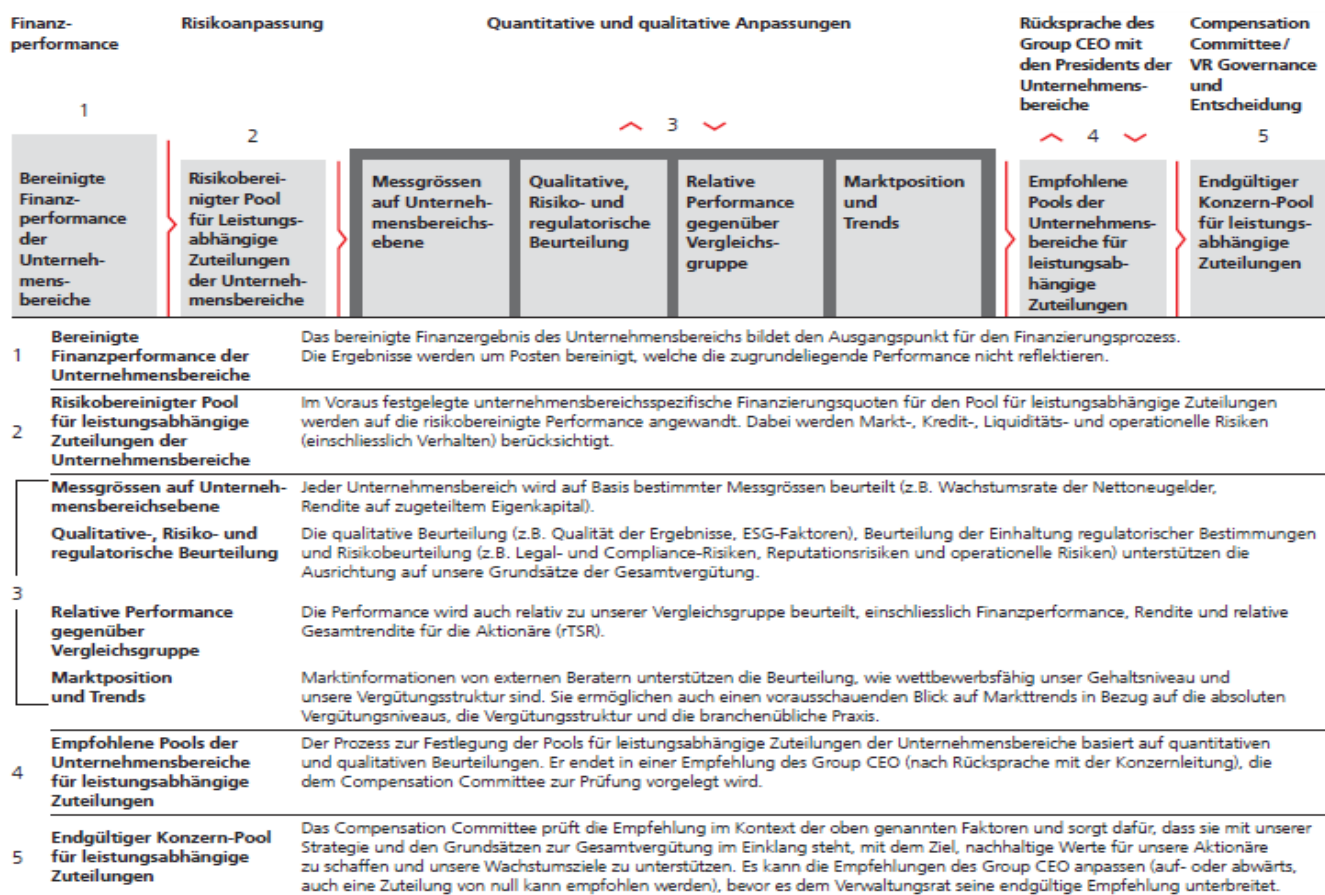 Finanz-
performance
Risikoanpassung
Quantitative und qualitative Anpassungen
Rücksprache des
Group CEO mit
den Presidents der
Unternehmens-
bereiche
Compensation
Committee/
VR Governance
und
Entscheidung
1
2
3
4
5
Bereinigte
Finanz-
performance
der
Unterneh-
mens-
bereiche
Risikoberei-
nigter Pool
für Leistungs-
abhängige
Zuteilungen
der Unterneh-
mensbereiche
Messgrössen
auf Unterneh-
mensbereichs-
ebene
Qualitative,
Risiko- und
regulatorische
Beurteilung
Relative
Performance
gegenüber
Vergleichs-
gruppe
Marktposition
und
Trends
Empfohlene
Pools der
Unternehmens-
bereiche für
leistungsab-
hängige
Zuteilungen
Endgültiger
Konzern-Pool
für leistungs-
abhängige
Zuteilungen
1
Bereinigte
Finanzperformance der
Unternehmensbereiche
Das bereinigte Finanzergebnis des Unternehmensbereichs bildet den Ausgangspunkt für den Finanzierungsprozess.
Die Ergebnisse werden um Posten bereinigt, welche die zugrundeliegende Performance nicht reflektieren.
2
Risikobereinigter Pool
für leistungsabhängige
Zuteilungen der
Unternehmensbereiche
Im Voraus festgelegte unternehmensbereichsspezifische Finanzierungsquoten für den Pool für leistungsabhängige Zuteilungen
werden auf die risikobereinigte Performance angewandt. Dabei werden Markt-, Kredit-, Liquiditäts- und operationelle Risiken
(einschliesslich Verhalten) berücksichtigt.
3
Messgrössen auf Unterneh-
mensbereichsebene
Jeder Unternehmensbereich wird auf Basis bestimmter Messgrössen beurteilt (z.B. Wachstumsrate der Nettoneugelder,
Rendite auf zugeteiltem Eigenkapital).
Qualitative-, Risiko- und
regulatorische Beurteilung
Die qualitative Beurteilung (z.B. Qualität der Ergebnisse, ESG-Faktoren), Beurteilung der Einhaltung regulatorischer Bestimmungen
und Risikobeurteilung (z.B. Legal- und Compliance-Risiken, Reputationsrisiken und operationelle Risiken) unterstützen die
Ausrichtung auf unsere Grundsätze der Gesamtvergütung.
Relative Performance
gegenüber
Vergleichsgruppe
Die Performance wird auch relativ zu unserer Vergleichsgruppe beurteilt, einschliesslich Finanzperformance, Rendite und relative
Gesamtrendite für die Aktionäre (rTSR).
Marktposition
und Trends
Marktinformationen von externen Beratern unterstützen die Beurteilung, wie wettbewerbsfähig unser Gehaltsniveau und
unsere Vergütungsstruktur sind. Sie ermöglichen auch einen vorausschauenden Blick auf Markttrends in Bezug auf die absoluten
Vergütungsniveaus, die Vergütungsstruktur und die branchenübliche Praxis.
4
Empfohlene Pools der
Unternehmensbereiche
für leistungsabhängige
Zuteilungen
Der Prozess zur Festlegung der Pools für leistungsabhängige Zuteilungen der Unternehmensbereiche basiert auf quantitativen
und qualitativen Beurteilungen. Er endet in einer Empfehlung des Group CEO (nach Rücksprache mit der Konzernleitung), die
dem Compensation Committee zur Prüfung vorgelegt wird.
5
Endgültiger Konzern-Pool
für leistungsabhängige
Zuteilungen
Das Compensation Committee prüft die Empfehlung im Kontext der oben genannten Faktoren und sorgt dafür, dass sie mit unserer
Strategie und den Grundsätzen zur Gesamtvergütung im Einklang steht, mit dem Ziel, nachhaltige Werte für unsere Aktionäre
zu schaffen und unsere Wachstumsziele zu unterstützen. Es kann die Empfehlungen des Group CEO anpassen (auf- oder abwärts,
auch eine Zuteilung von null kann empfohlen werden), bevor es dem Verwaltungsrat seine endgültige Empfehlung unterbreitet.